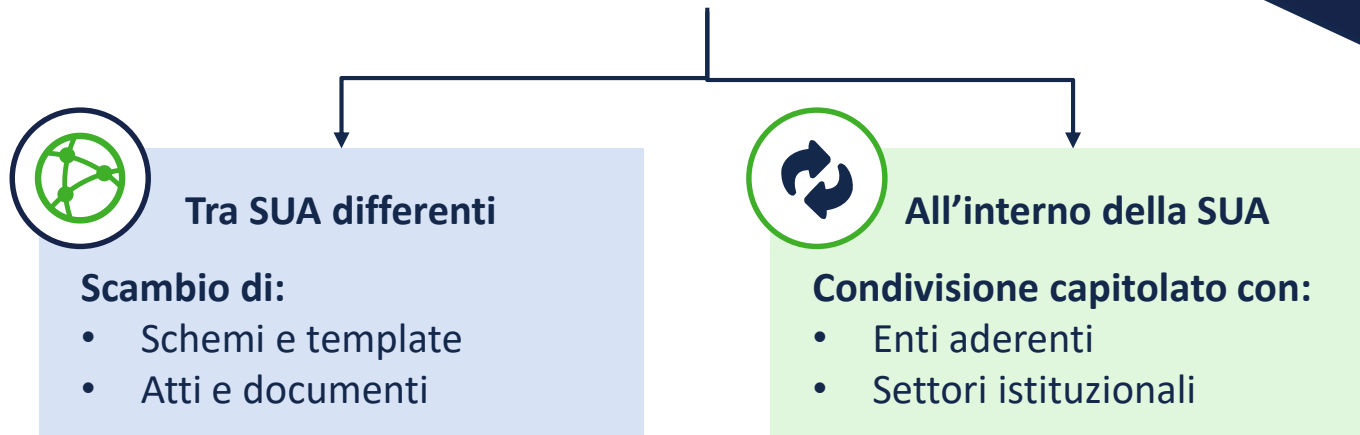 Tra SUA differenti
Scambio di:
• Schemi e template
• Atti e documenti
All’interno della SUA
Condivisione capitolato con:
• Enti aderenti
• Settori istituzionali